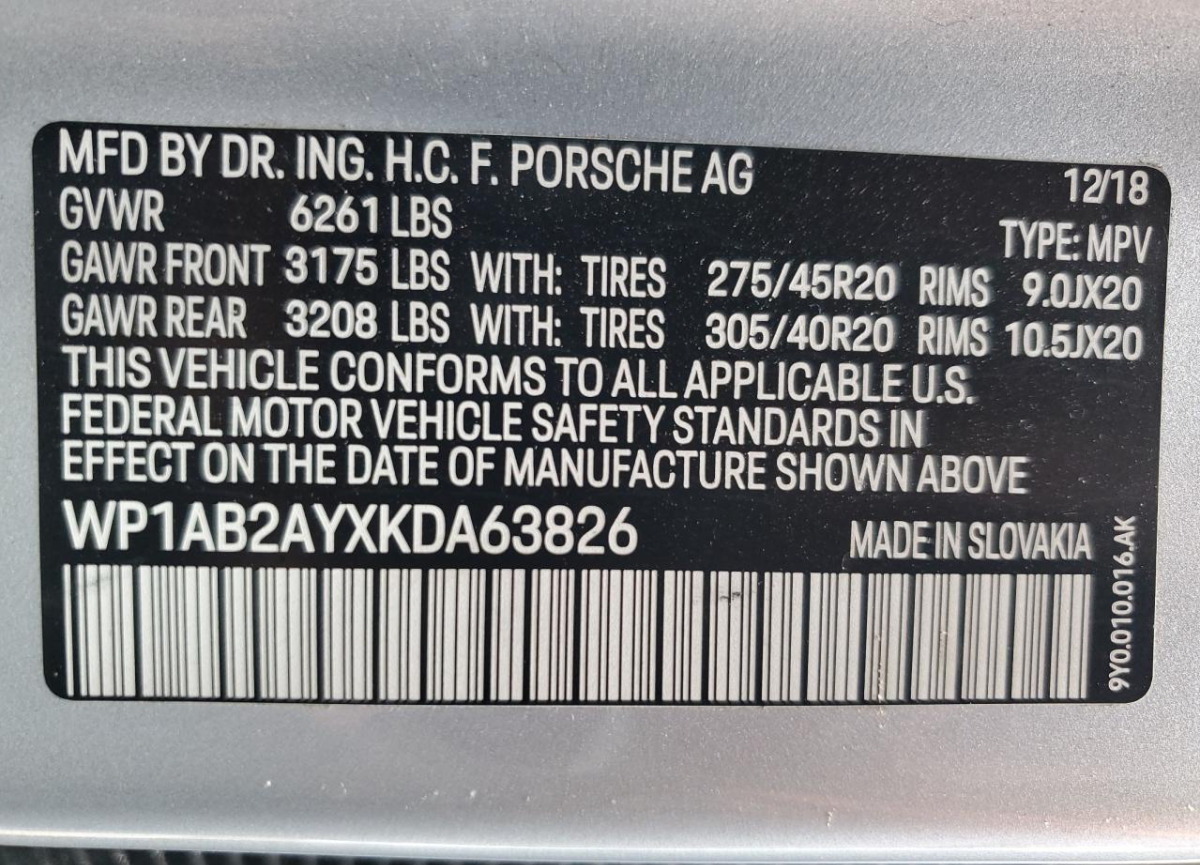 MFD BY DR. ING. H.C. F. PORSCHE AG 12/18
GVWR 6261 LBS TYPE: MPV
GAWR FRONT 3175 LBS WITH: TIRES 275/45R20 RIMS 9.0JX20
GAWR REAR 3208 LBS WITH: TIRES 305/40R20 RIMS 10.5JX20
THIS VEHICLE CONFORMS TO ALL APPLICABLE U.S.
FEDERAL MOTOR VEHICLE SAFETY STANDARDS IN
EFFECT ON THE DATE OF MANUFACTURE SHOWN ABOVE
WP1AB2AYXKDA63826 MADE IN SLOVAKIA
9Y0.010.016.AK